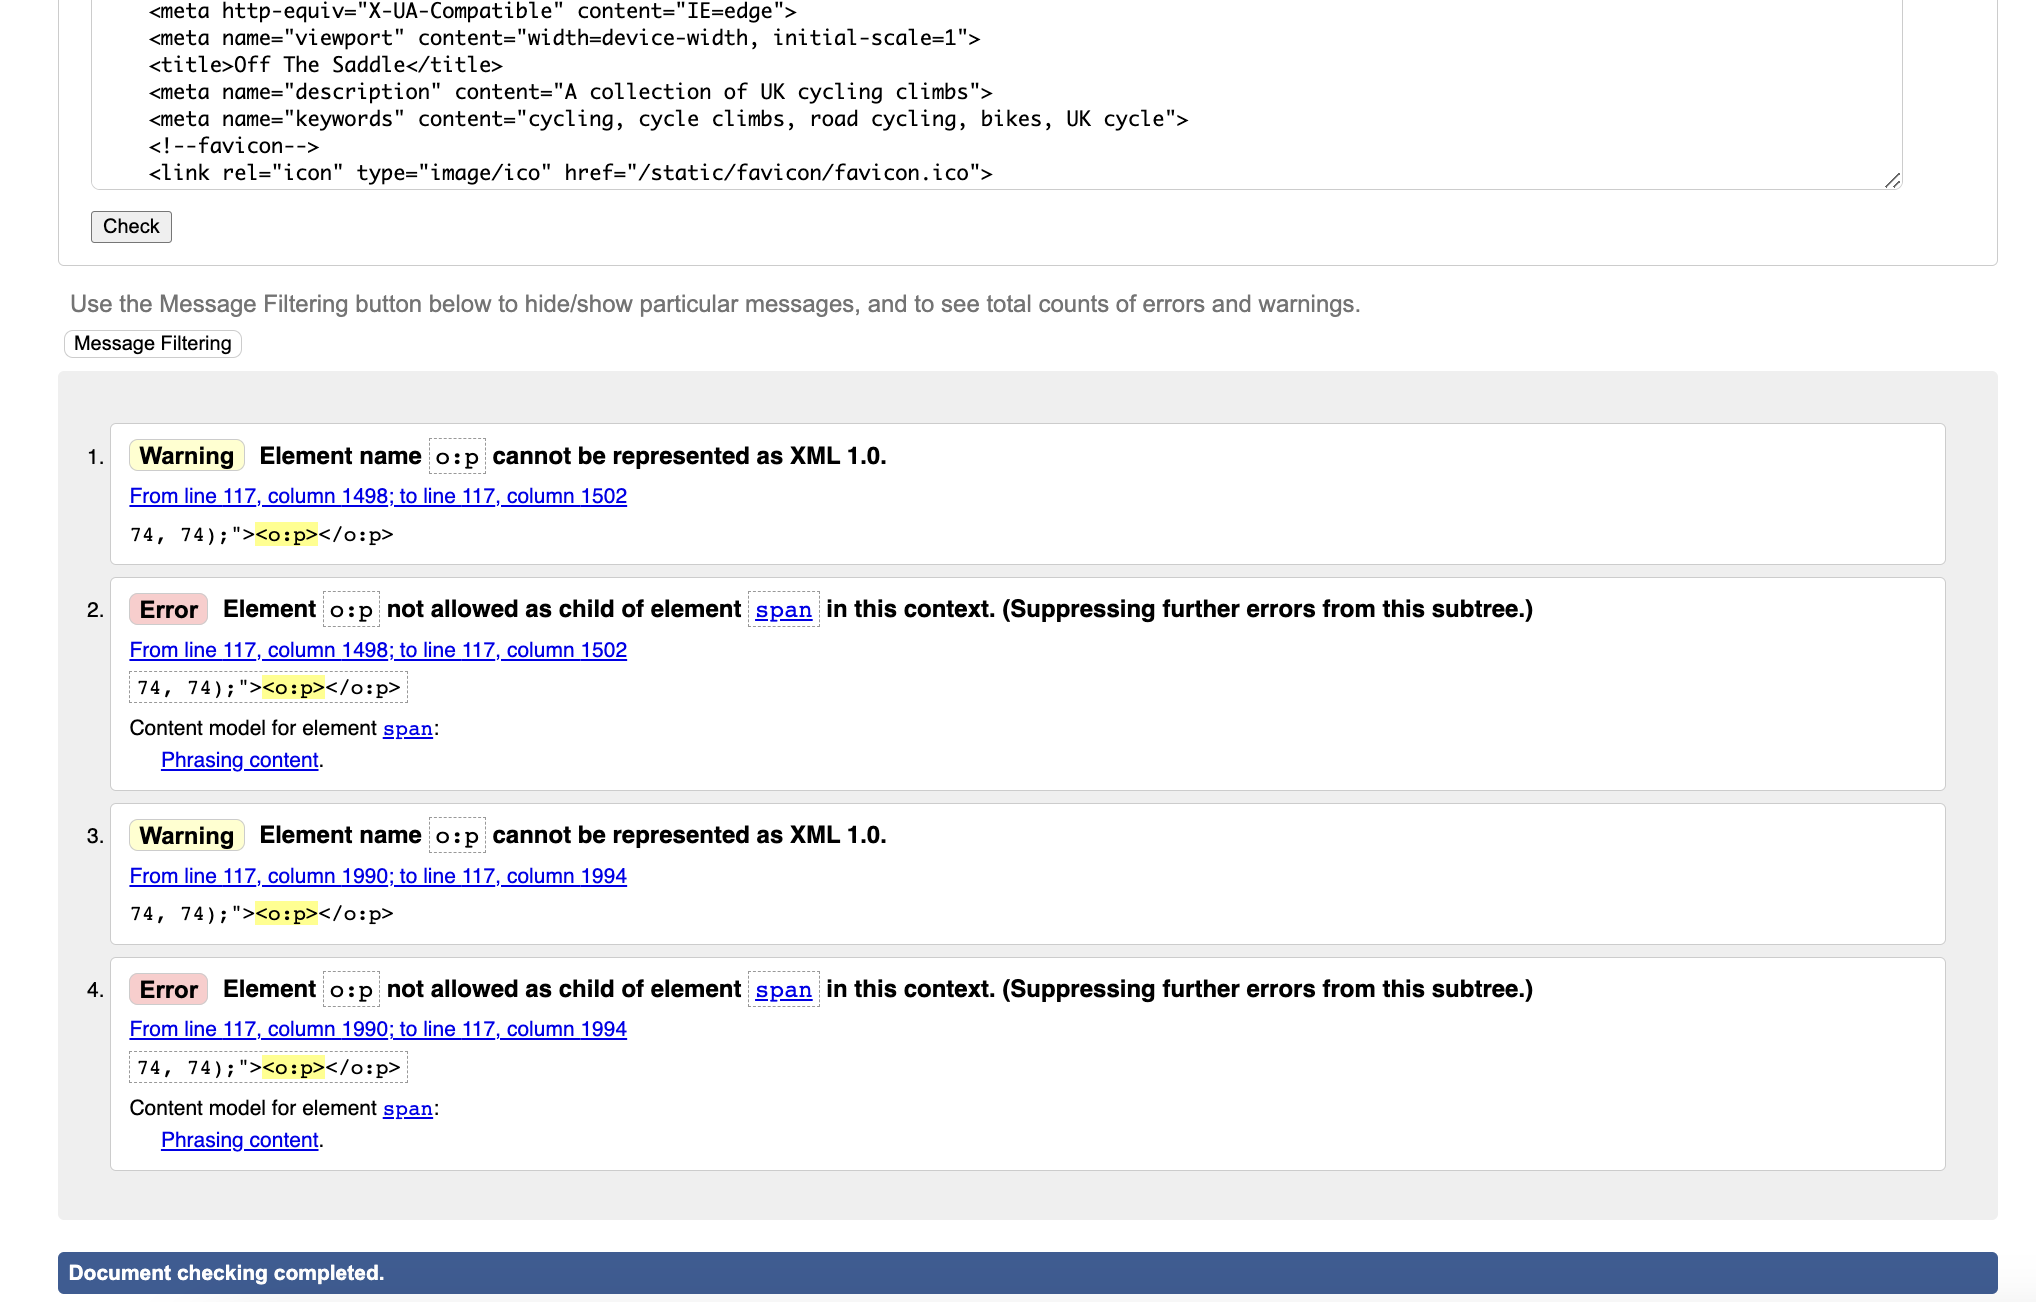 <meta http-equiv="X-UA-Compatible" content="IE=edge">
<meta name="viewport" content="width=device-width, initial-scale=1">
<title>Off The Saddle</title>
<meta name="description" content="A collection of UK cycling climbs">
<meta name="keywords" content="cycling, cycle climbs, road cycling, bikes, UK cycle">
<!--favicon-->
<link rel="icon" type="image/ico" href="/static/favicon/favicon.ico">
Check
Use the Message Filtering button below to hide/show particular messages, and to see total counts of errors and warnings.
Message Filtering
1. Warning Element name o:p cannot be represented as XML 1.0.
From line 117, column 1498; to line 117, column 1502
74, 74);"><o:p></o:p>
2. Error Element o:p not allowed as child of element span in this context. (Suppressing further errors from this subtree.)
From line 117, column 1498; to line 117, column 1502
74, 74);"><o:p></o:p>
Content model for element span:
Phrasing content.
3. Warning Element name o:p cannot be represented as XML 1.0.
From line 117, column 1990; to line 117, column 1994
74, 74);"><o:p></o:p>
4. Error Element o:p not allowed as child of element span in this context. (Suppressing further errors from this subtree.)
From line 117, column 1990; to line 117, column 1994
74, 74);"><o:p></o:p>
Content model for element span:
Phrasing content.
Document checking completed.